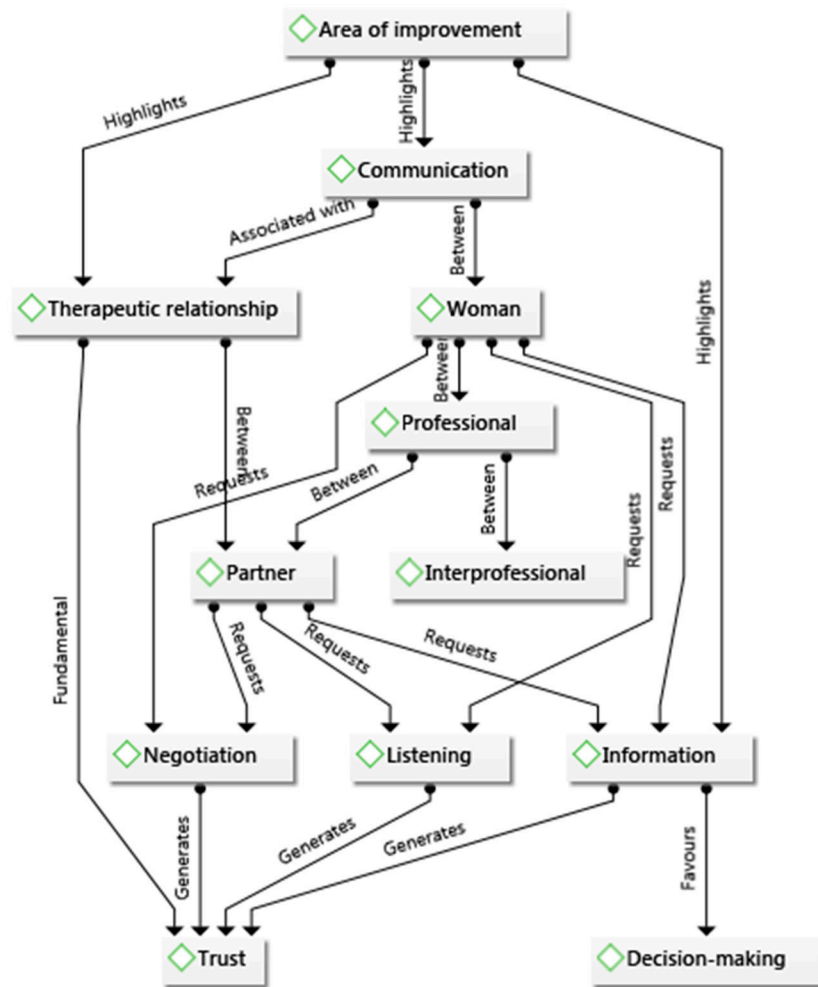 Area of improvement
Highlights
Highlights
Communication
Associated with
Between
Therapeutic relationship
Woman
Highlights
Between
Professional
Between
Requests
Between
Between
Requests
Requests
Partner
Interprofessional
Fundamental
Requests
Requests
Requests
Negotiation
Listening
Information
Generates
Generates
Generates
Favours
Trust
Decision-making